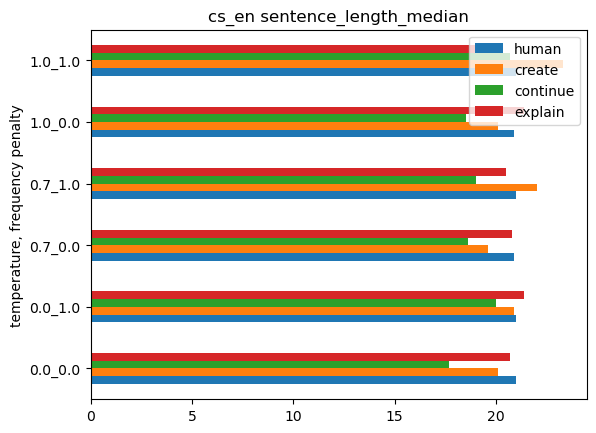 cs_en sentence_length_median
human
create
continue
explain
temperature, frequency penalty
1.0_1.0
1.0_0.0
0.7_1.0
0.7_0.0
0.0_1.0
0.0_0.0
0 5 10 15 20